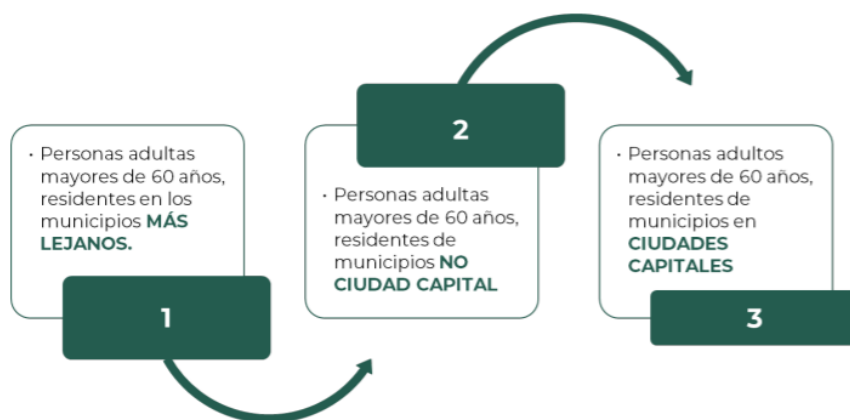 · Personas adultas
mayores de 60 años,
residentes en los
municipios MÁS
LEJANOS.
1
2
· Personas adultas
mayores de 60 años,
residentes de
municipios NO
CIUDAD CAPITAL
· Personas adultos
mayores de 60 años,
residentes de
municipios en
CIUDADES
CAPITALES
3